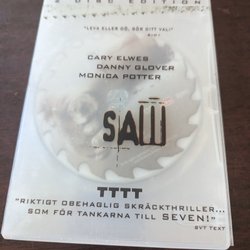 2 DISC EDITION
"LEVA ELLER DÖ, GÖR DITT VAL!"
CARY ELWES
DANNY GLOVER
MONICA POTTER
SAW
TTTT
"RIKTIGT OBEHAGLIG SKRÄCKTHRILLER...
SOM FÖR TANKARNA TILL SEVEN!"
SVT TEXT